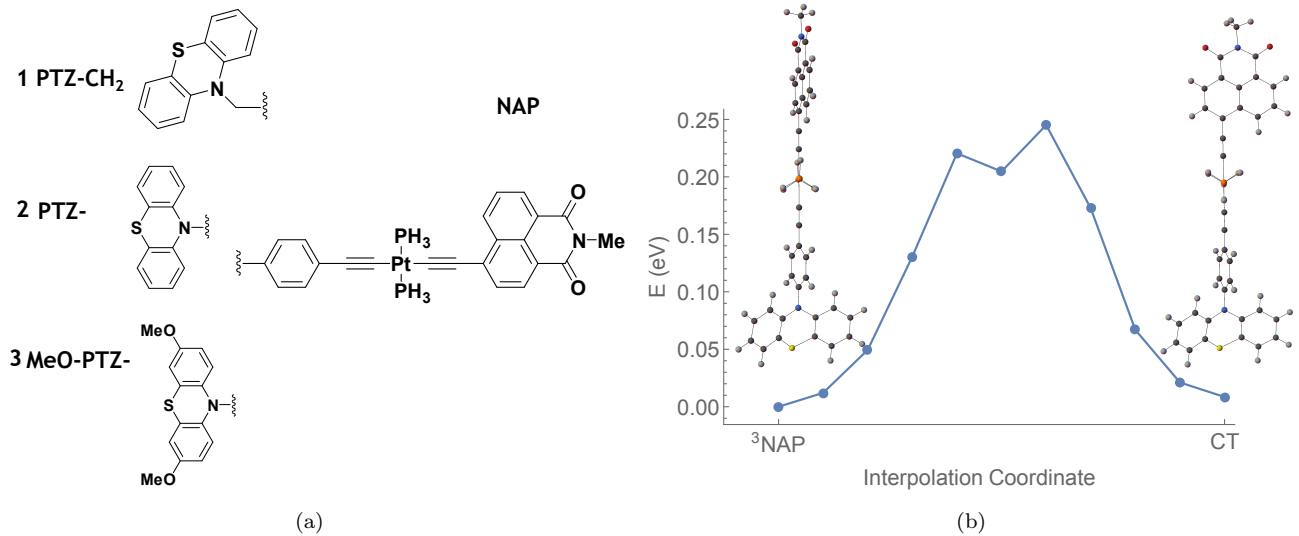 1 PTZ-CH2
S
N
NAP
2 PTZ-
S
N
PH3
Pt
PH3
O
N
Me
O
3 MeO-PTZ-
MeO
S
N
MeO
(a)
E (eV)
0.25
0.20
0.15
0.10
0.05
0.00
³NAP
CT
Interpolation Coordinate
(b)